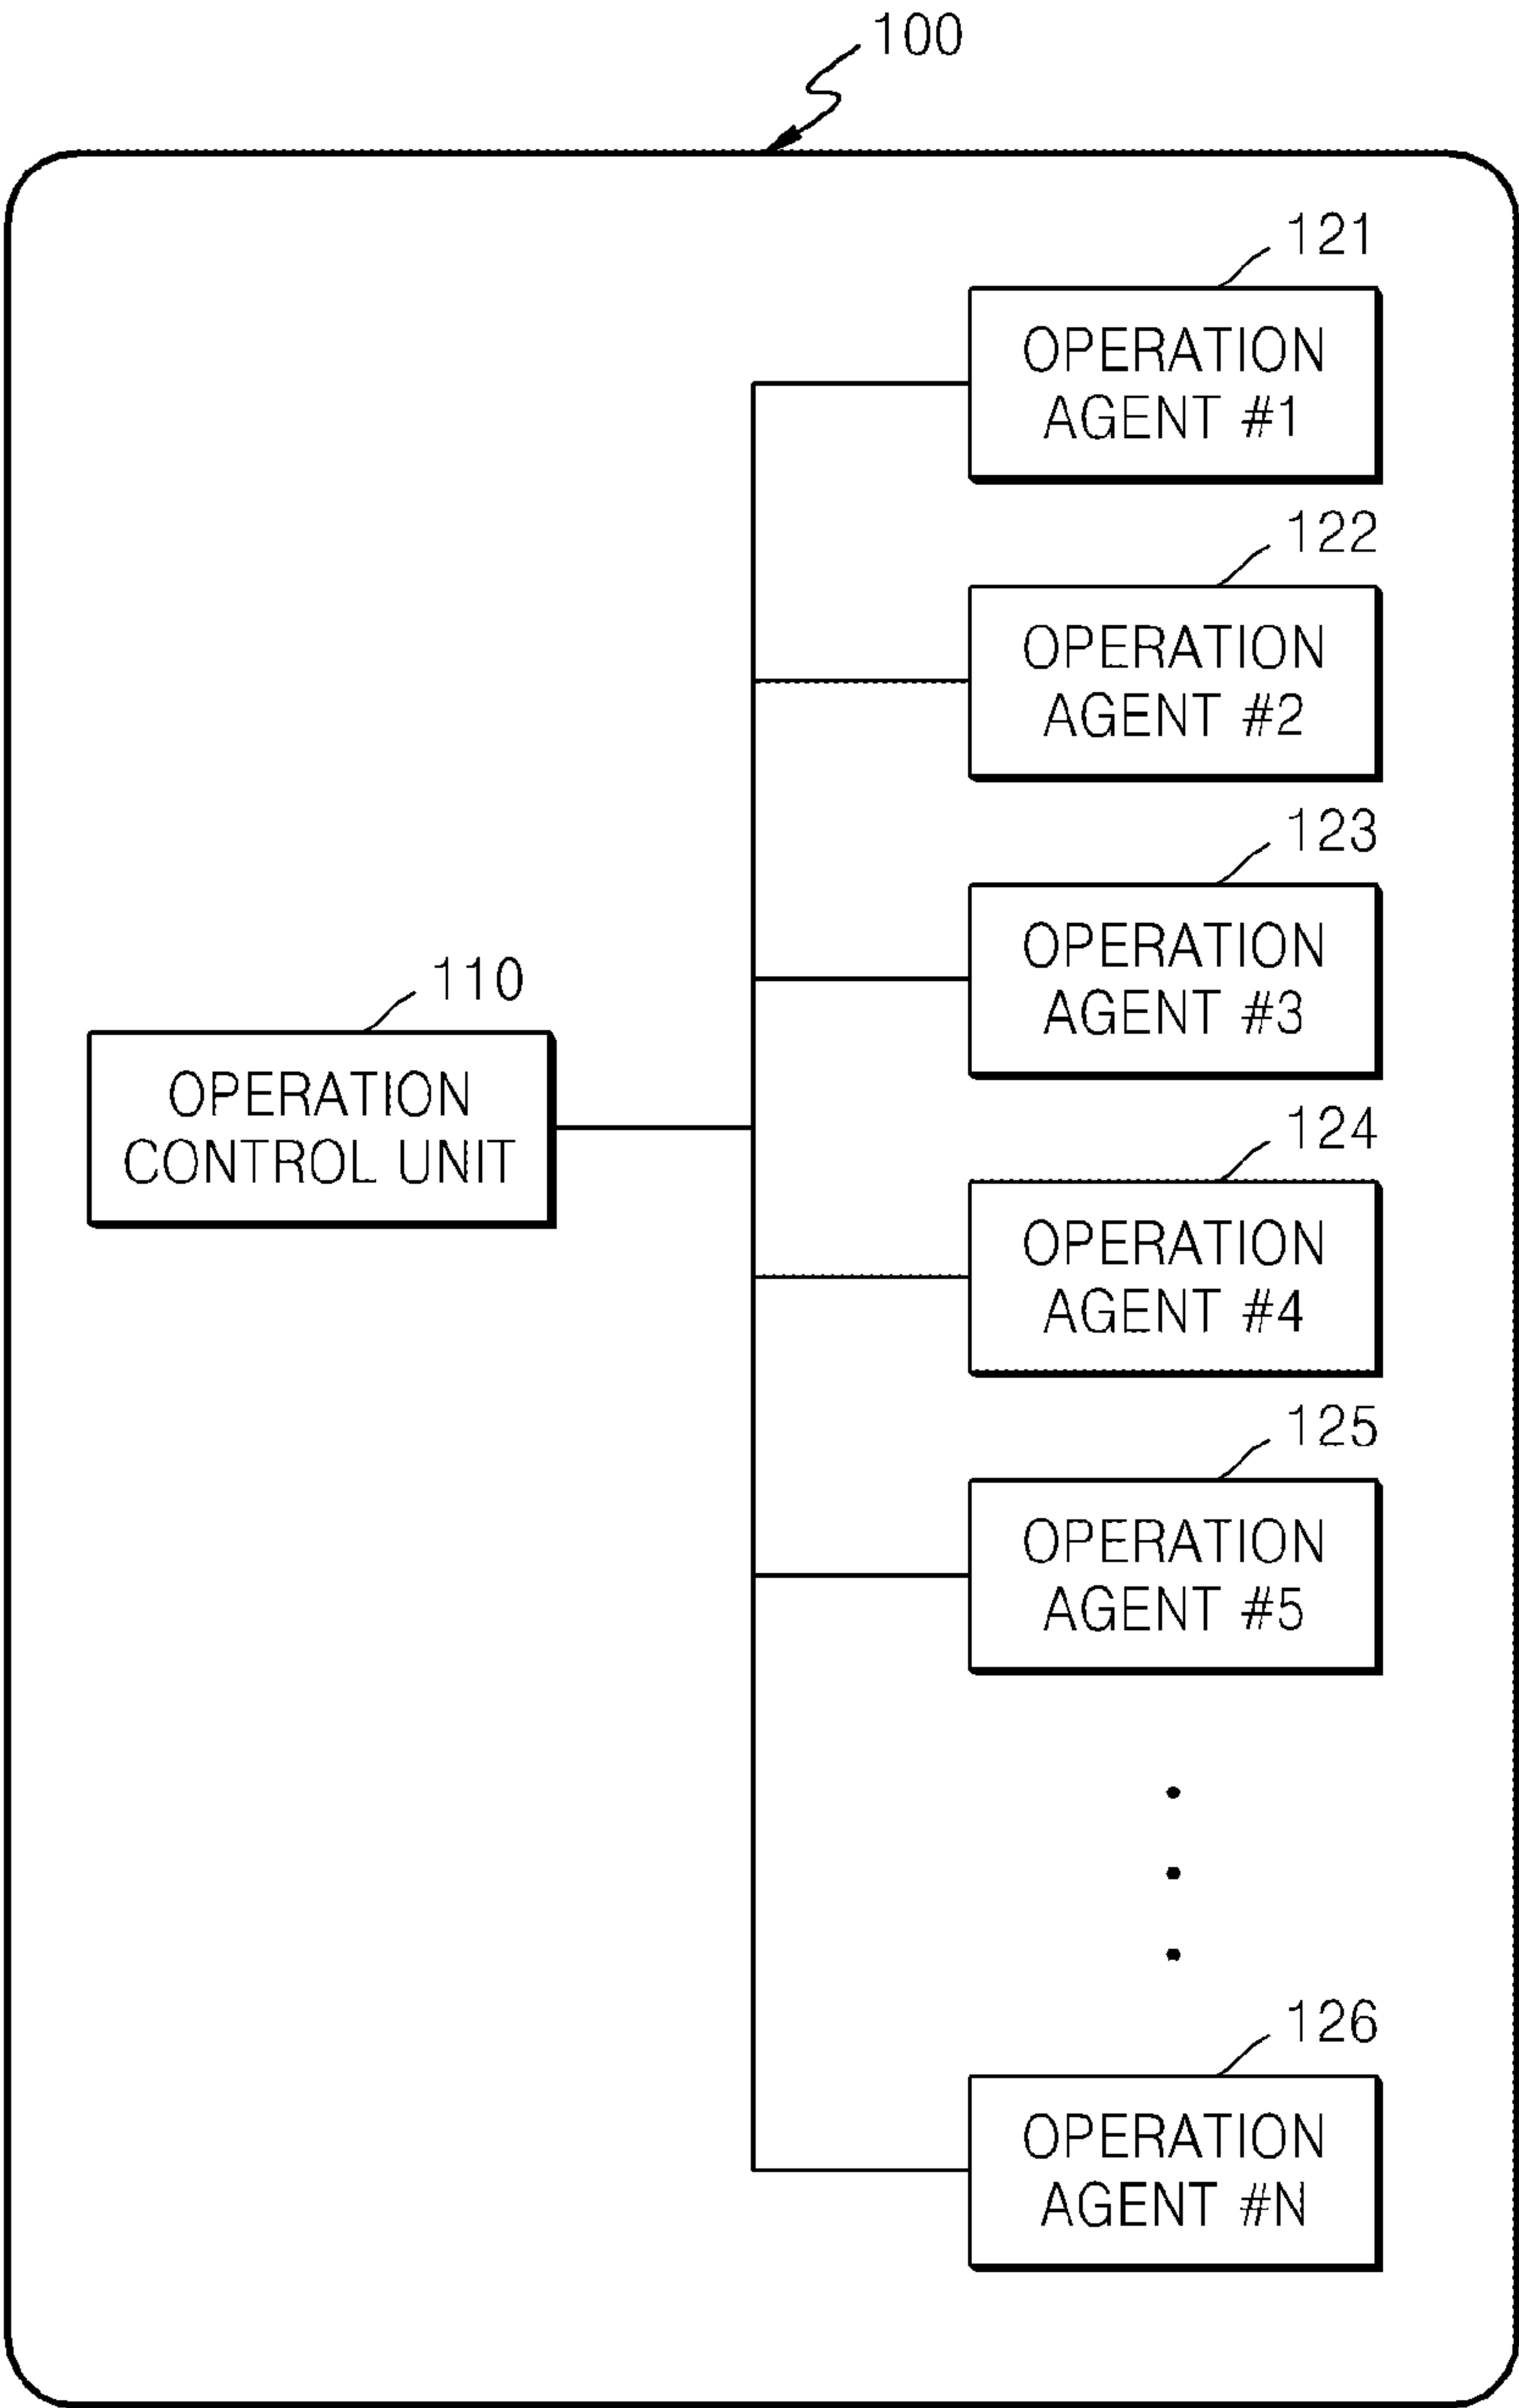 100
121
OPERATION
AGENT #1
122
OPERATION
AGENT #2
123
OPERATION
AGENT #3
110
OPERATION
CONTROL UNIT
124
OPERATION
AGENT #4
125
OPERATION
AGENT #5
126
OPERATION
AGENT #N